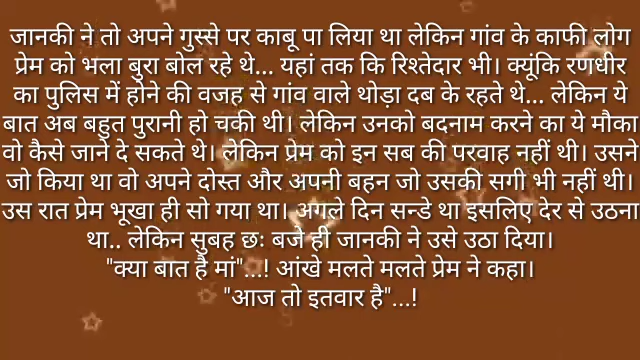 जानकी ने तो अपने गुस्से पर काबू पा लिया था लेकिन गांव के काफी लोग
प्रेम को भला बुरा बोल रहे थे... यहां तक कि रिश्तेदार भी। क्यूंकि रणधीर
का पुलिस में होने की वजह से गांव वाले थोड़ा दब के रहते थे... लेकिन ये
बात अब बहुत पुरानी हो चकी थी। लेकिन उनको बदनाम करने का ये मौका
वो कैसे जाने दे सकते थे। लेकिन प्रेम को इन सब की परवाह नहीं थी। उसने
जो किया था वो अपने दोस्त और अपनी बहन जो उसकी सगी भी नहीं थी।
उस रात प्रेम भूखा ही सो गया था। अगले दिन सन्डे था इसलिए देर से उठना
था.. लेकिन सुबह छः बजे ही जानकी ने उसे उठा दिया।
"क्या बात है मां"...! आंखे मलते मलते प्रेम ने कहा।
"आज तो इतवार है"...!